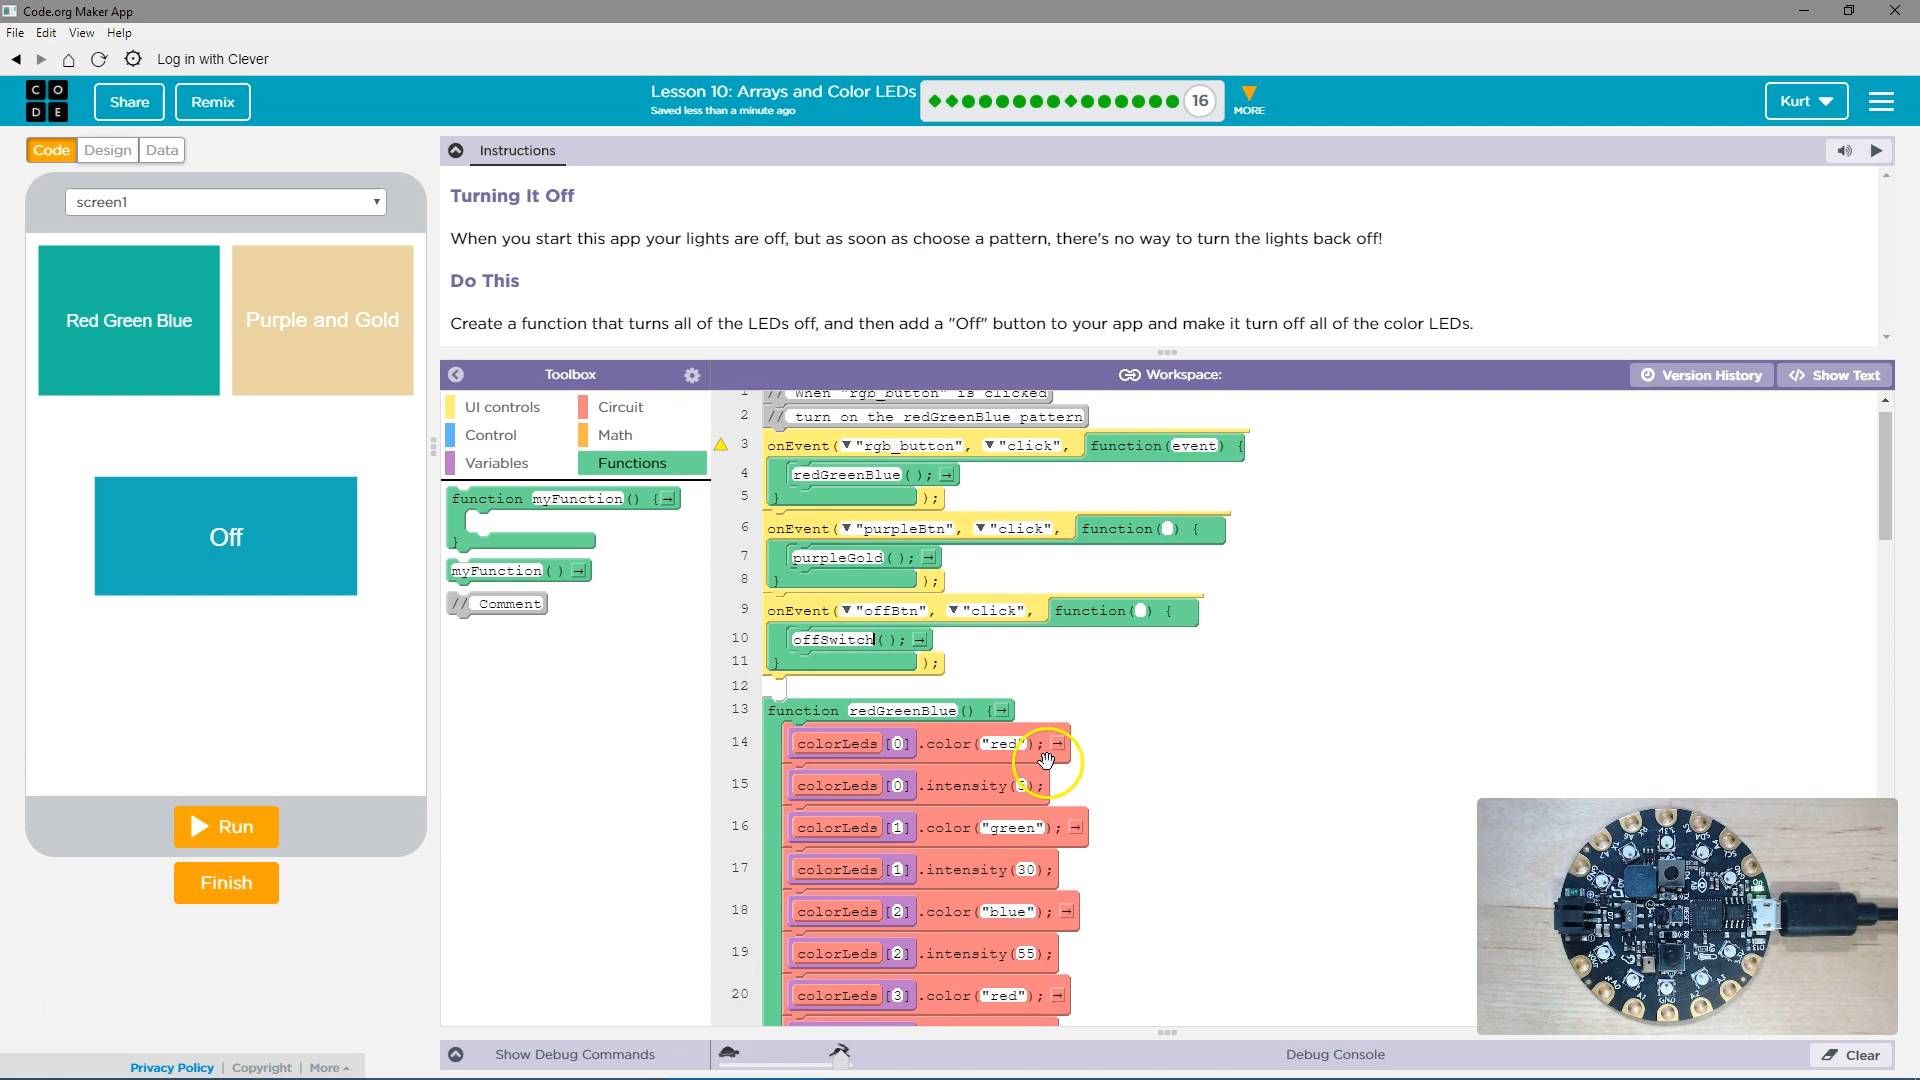 Code.org Maker App
File Edit View Help
Log in with Clever
C O
D E
Share
Remix
Lesson 10: Arrays and Color LEDs
Saved less than a minute ago
16
MORE
Kurt
Code Design Data
Instructions
screen1
Turning It Off
When you start this app your lights are off, but as soon as choose a pattern, there's no way to turn the lights back off!
Do This
Create a function that turns all of the LEDs off, and then add a "Off" button to your app and make it turn off all of the color LEDs.
Red Green Blue
Purple and Gold
Off
Run
Finish
Toolbox
Workspace:
Version History
Show Text
UI controls
Circuit
Control
Math
Variables
Functions
function myFunction() {
}
myFunction()
// Comment
1 // When "rgb_button" is clicked
2 // turn on the redGreenBlue pattern
3 onEvent("rgb_button", "click", function(event) {
4 redGreenBlue();
5 });
6 onEvent("purpleBtn", "click", function() {
7 purpleGold();
8 });
9 onEvent("offBtn", "click", function() {
10 offSwitch();
11 });
12
13 function redGreenBlue() {
14 colorLeds[0].color("red");
15 colorLeds[0].intensity( );
16 colorLeds[1].color("green");
17 colorLeds[1].intensity(30);
18 colorLeds[2].color("blue");
19 colorLeds[2].intensity(55);
20 colorLeds[3].color("red");
Show Debug Commands
Debug Console
Clear
Privacy Policy | Copyright | More